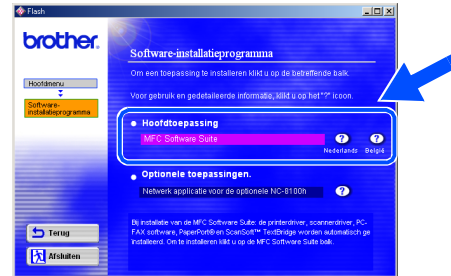 Flash
brother.
Software-installatieprogramma
Om een toepassing te installeren klikt u op de betreffende balk.
Voor gebruik en gedetailleerde informatie, klikt u op het "?" icoon.
Hoofdmenu
Software-
installatieprogramma
Hoofdtoepassing
MFC Software Suite
? ?
Nederlands België
Optionele toepassingen.
Netwerk applicatie voor de optionele NC-8100h
?
Bij installatie van de MFC Software Suite: de printerdriver, scannerdriver, PC-
FAX software, PaperPort® en ScanSoft™ TextBridge worden automatisch ge
ïnstalleerd. Om te installeren klikt u op de MFC Software Suite balk.
Terug
Afsluiten